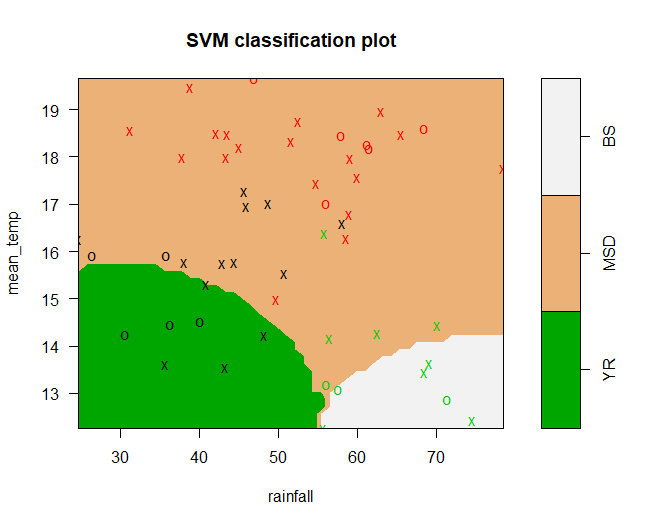 SVM classification plot
mean_temp
19
18
17
16
15
14
13
30 40 50 60 70
rainfall
BS
MSD
YR